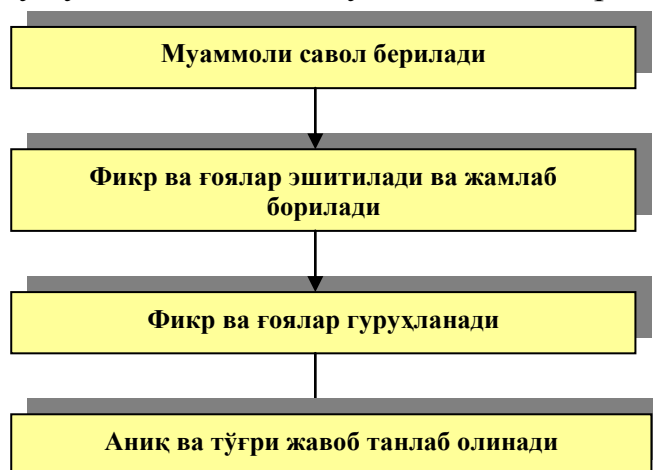 Муаммоли савол берилади
Фикр ва ғоялар эшитилади ва жамлаб
борилади
Фикр ва ғоялар гуруҳланади
Аниқ ва тўғри жавоб танлаб олинади